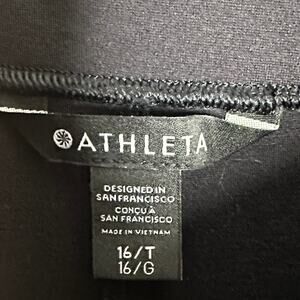 ATHLETA
DESIGNED IN
SAN FRANCISCO
CONÇU À
SAN FRANCISCO
MADE IN VIETNAM
16/T
16/G